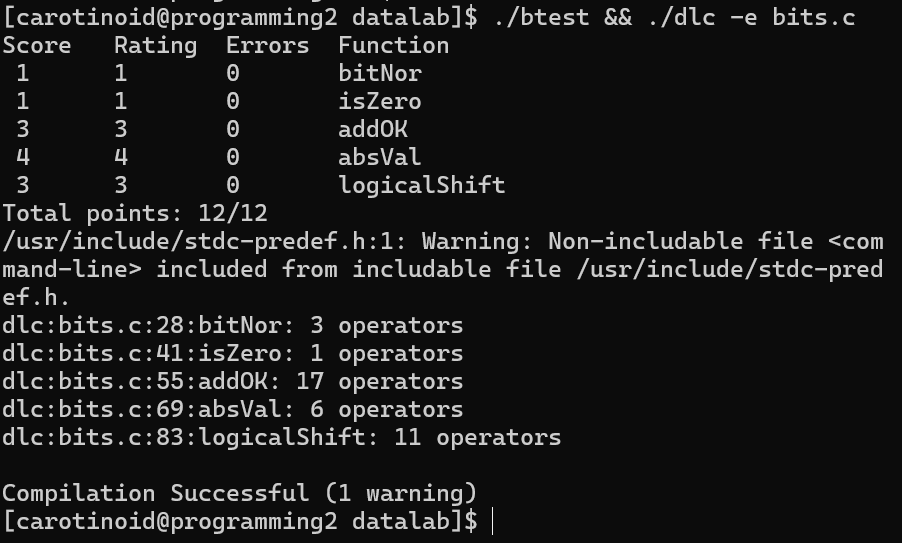 [carotinoid@programming2 datalab]$ ./btest && ./dlc -e bits.c
Score   Rating  Errors  Function
 1      1       0       bitNor
 1      1       0       isZero
 3      3       0       addOK
 4      4       0       absVal
 3      3       0       logicalShift
Total points: 12/12
/usr/include/stdc-predef.h:1: Warning: Non-includable file <com
mand-line> included from includable file /usr/include/stdc-pred
ef.h.
dlc:bits.c:28:bitNor: 3 operators
dlc:bits.c:41:isZero: 1 operators
dlc:bits.c:55:addOK: 17 operators
dlc:bits.c:69:absVal: 6 operators
dlc:bits.c:83:logicalShift: 11 operators
Compilation Successful (1 warning)
[carotinoid@programming2 datalab]$